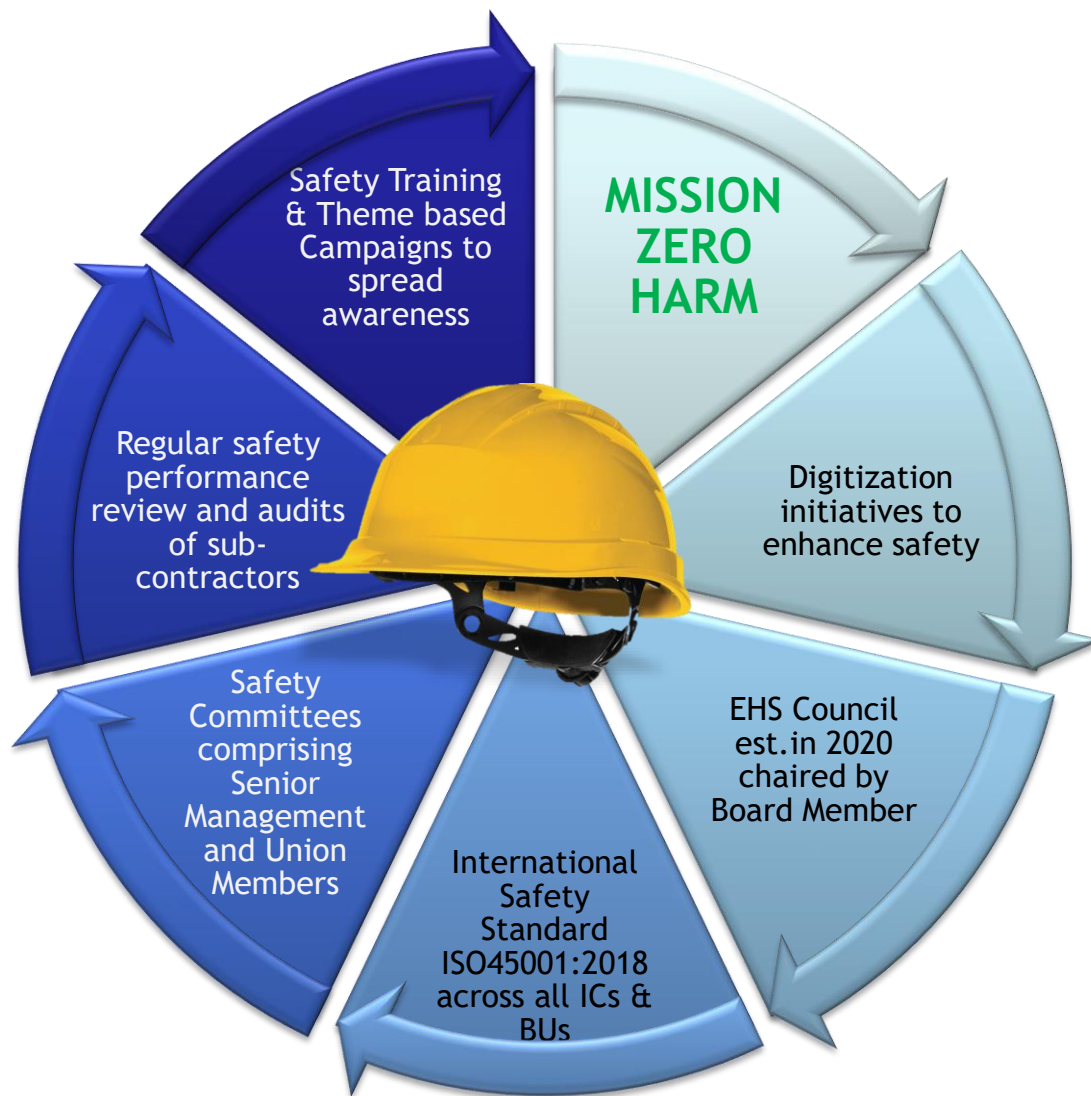 MISSION
ZERO
HARM
Digitization
initiatives to
enhance safety
EHS Council
est.in 2020
chaired by
Board Member
International
Safety
Standard
ISO45001:2018
across all ICs &
BUs
Safety
Committees
comprising
Senior
Management
and Union
Members
Regular safety
performance
review and audits
of sub-
contractors
Safety Training
& Theme based
Campaigns to
spread
awareness